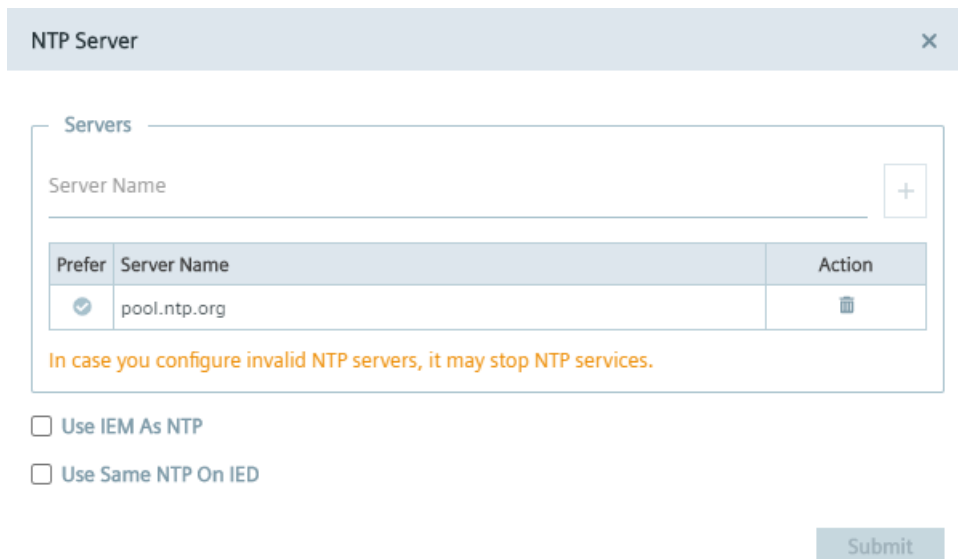 NTP Server
Servers
Server Name
Prefer Server Name Action
pool.ntp.org
In case you configure invalid NTP servers, it may stop NTP services.
Use IEM As NTP
Use Same NTP On IED
Submit